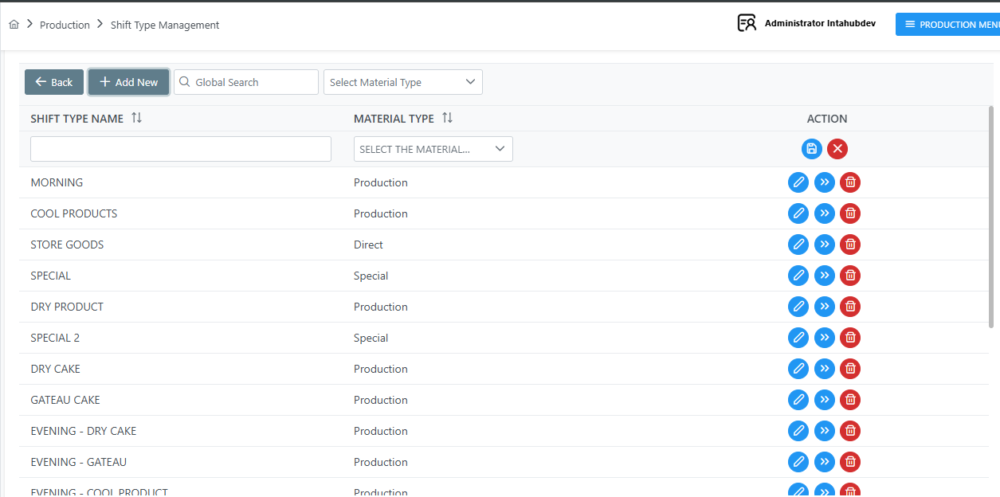 Production
Shift Type Management
Administrator Intahubdev
PRODUCTION MENU
Back
Add New
Global Search
Select Material Type
SHIFT TYPE NAME
MATERIAL TYPE
ACTION
SELECT THE MATERIAL...
MORNING Production
COOL PRODUCTS Production
STORE GOODS Direct
SPECIAL Special
DRY PRODUCT Production
SPECIAL 2 Special
DRY CAKE Production
GATEAU CAKE Production
EVENING - DRY CAKE Production
EVENING - GATEAU Production
EVENING - COOL PRODUCT Production